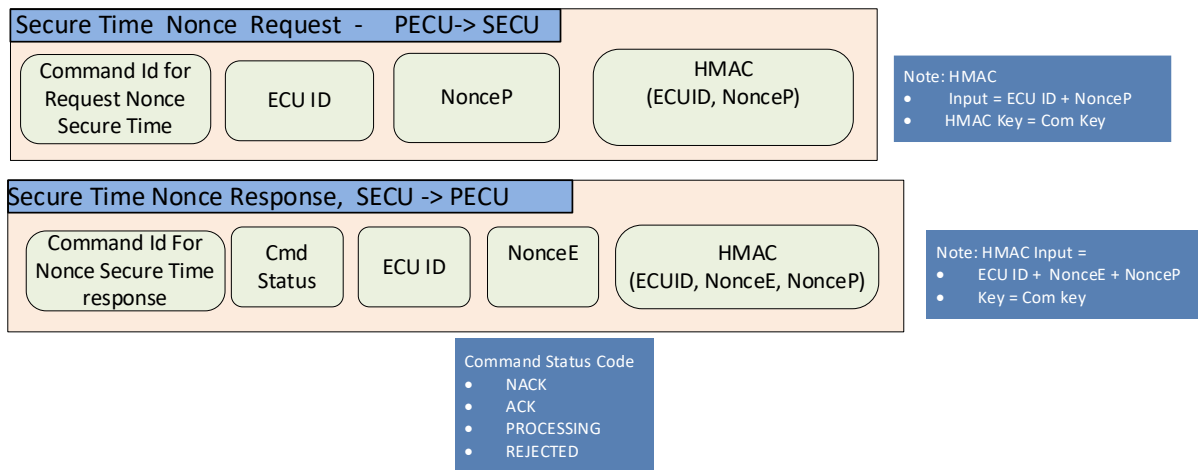 Secure Time Nonce Request - PECU-> SECU
Command Id for
Request Nonce
Secure Time
ECU ID
NonceP
HMAC
(ECUID, NonceP)
Note: HMAC
• Input = ECU ID + NonceP
• HMAC Key = Com Key
Secure Time Nonce Response, SECU -> PECU
Command Id For
Nonce Secure Time
response
Cmd
Status
ECU ID
NonceE
HMAC
(ECUID, NonceE, NonceP)
Note: HMAC Input =
• ECU ID + NonceE + NonceP
• Key = Com key
Command Status Code
• NACK
• ACK
• PROCESSING
• REJECTED